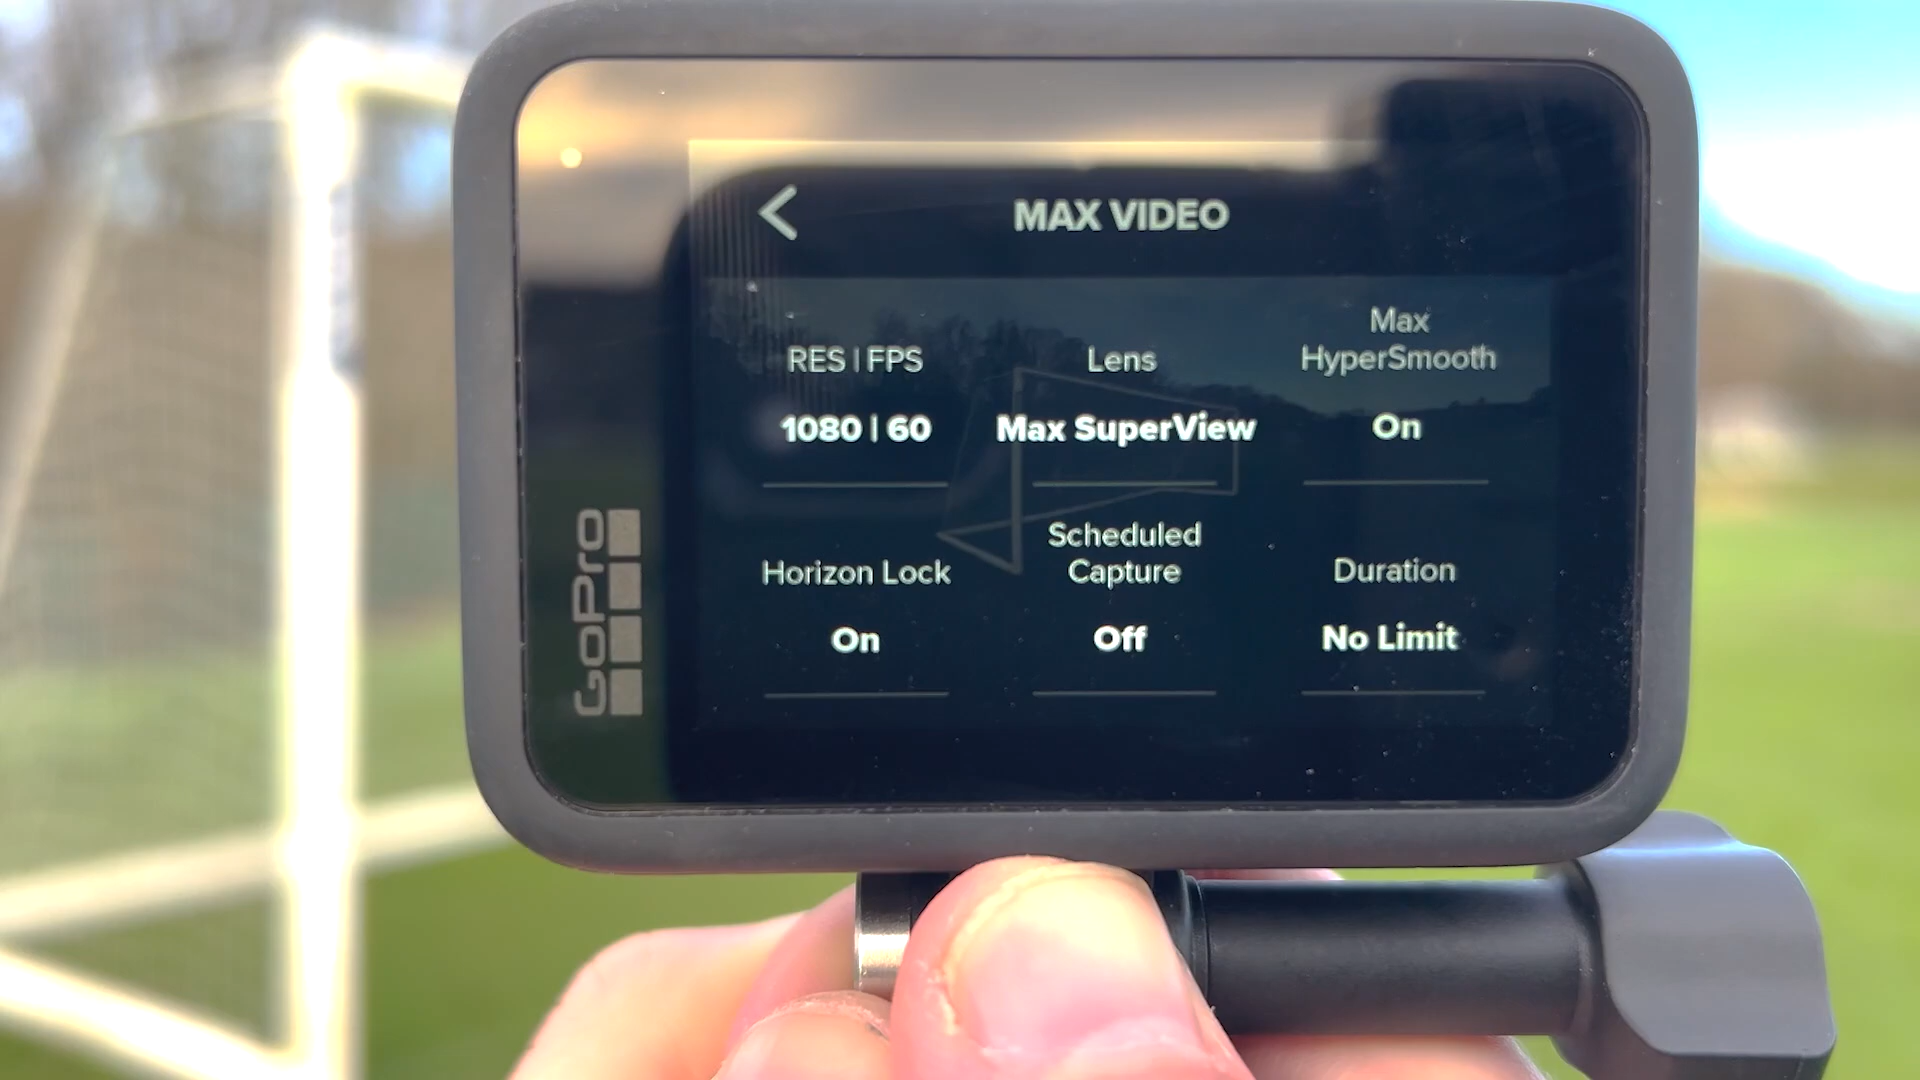 MAX VIDEO
RES | FPS
1080 | 60
Lens
Max SuperView
Max
HyperSmooth
On
Horizon Lock
On
Scheduled
Capture
Off
Duration
No Limit
GoPro